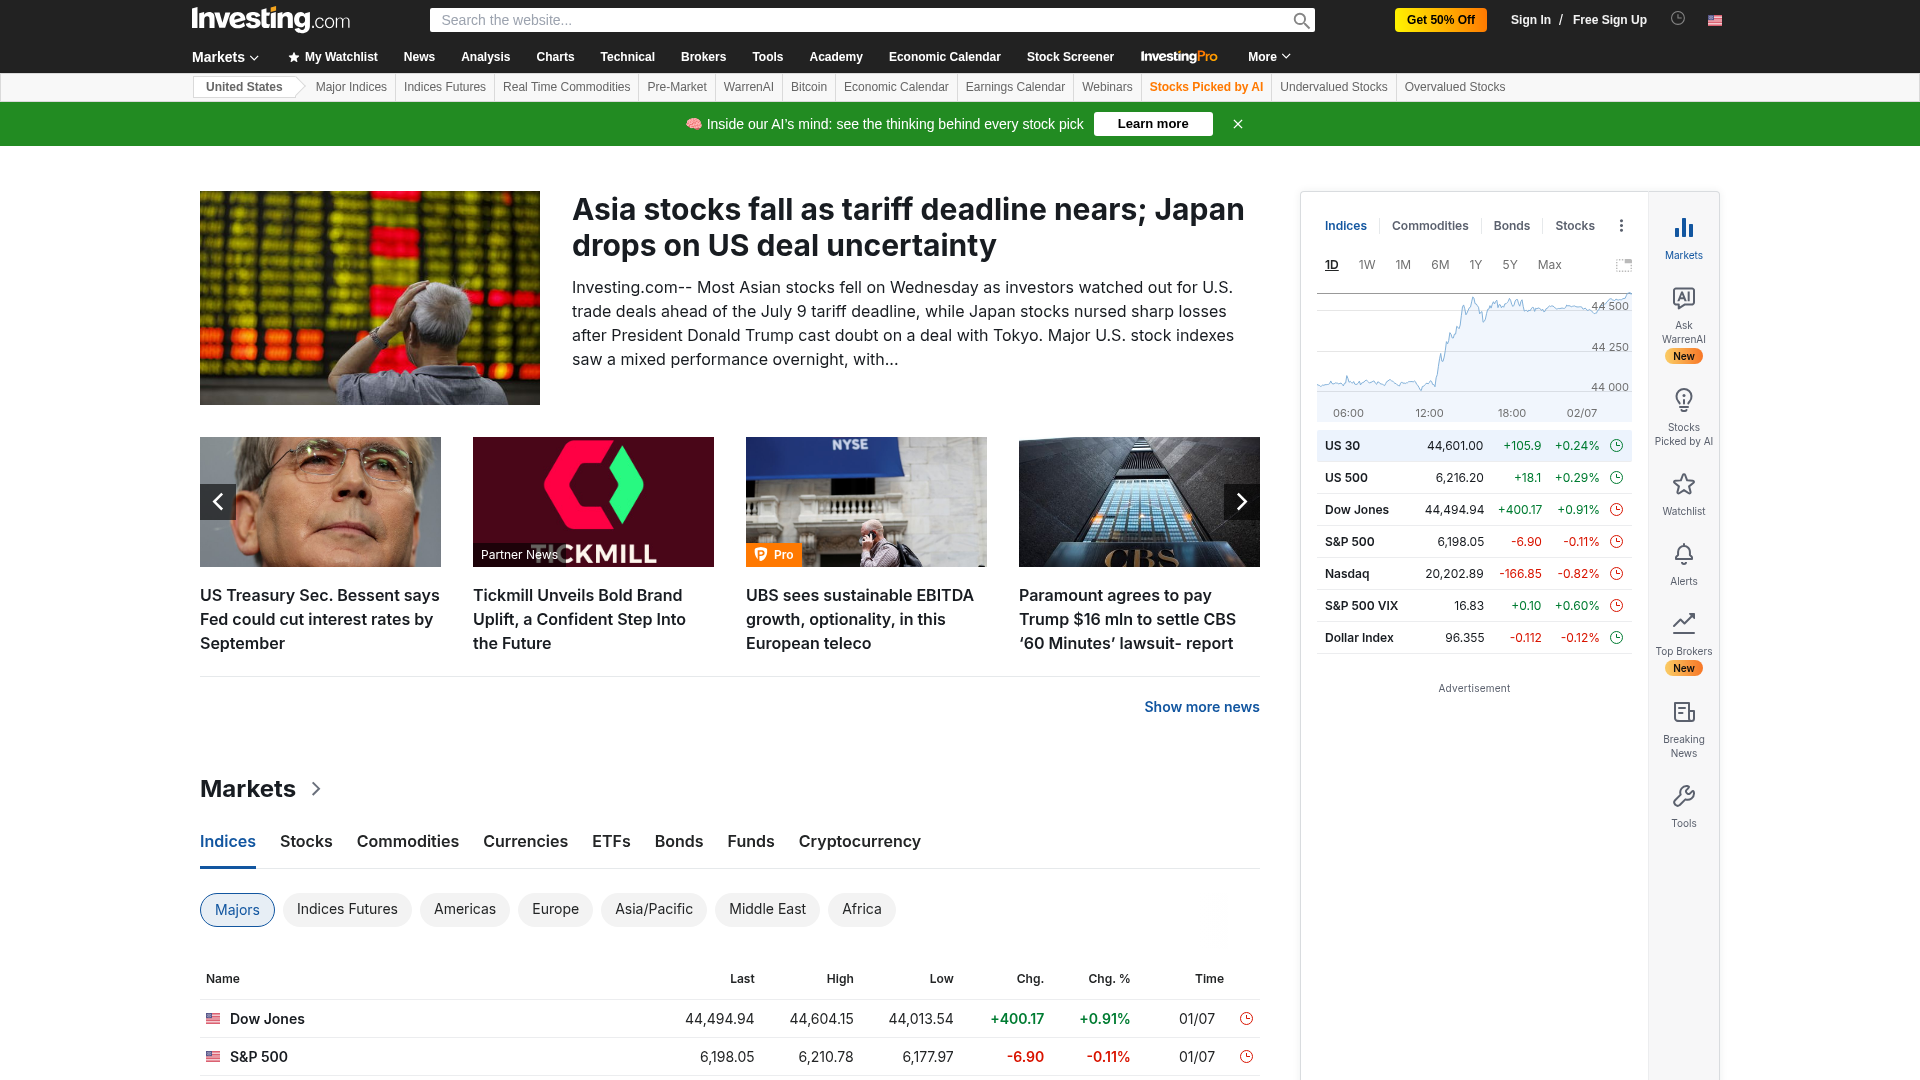 Investing.com
Search the website...
Get 50% Off
Sign In / Free Sign Up
Markets
My Watchlist
News
Analysis
Charts
Technical
Brokers
Tools
Academy
Economic Calendar
Stock Screener
InvestingPro
More
United States
Major Indices
Indices Futures
Real Time Commodities
Pre-Market
WarrenAI
Bitcoin
Economic Calendar
Earnings Calendar
Webinars
Stocks Picked by AI
Undervalued Stocks
Overvalued Stocks
🧠 Inside our AI’s mind: see the thinking behind every stock pick
Learn more
Asia stocks fall as tariff deadline nears; Japan
drops on US deal uncertainty
Investing.com-- Most Asian stocks fell on Wednesday as investors watched out for U.S.
trade deals ahead of the July 9 tariff deadline, while Japan stocks nursed sharp losses
after President Donald Trump cast doubt on a deal with Tokyo. Major U.S. stock indexes
saw a mixed performance overnight, with...
US Treasury Sec. Bessent says
Fed could cut interest rates by
September
TICKMILL
Partner News
Tickmill Unveils Bold Brand
Uplift, a Confident Step Into
the Future
NYSE
Pro
UBS sees sustainable EBITDA
growth, optionality, in this
European teleco
CBS
Paramount agrees to pay
Trump $16 mln to settle CBS
‘60 Minutes’ lawsuit- report
Show more news
Markets
Indices
Stocks
Commodities
Currencies
ETFs
Bonds
Funds
Cryptocurrency
Majors
Indices Futures
Americas
Europe
Asia/Pacific
Middle East
Africa
Name Last High Low Chg. Chg. % Time
Dow Jones 44,494.94 44,604.15 44,013.54 +400.17 +0.91% 01/07
S&P 500 6,198.05 6,210.78 6,177.97 -6.90 -0.11% 01/07
Indices
Commodities
Bonds
Stocks
1D 1W 1M 6M 1Y 5Y Max
44 500
44 250
44 000
06:00 12:00 18:00 02/07
US 30 44,601.00 +105.9 +0.24%
US 500 6,216.20 +18.1 +0.29%
Dow Jones 44,494.94 +400.17 +0.91%
S&P 500 6,198.05 -6.90 -0.11%
Nasdaq 20,202.89 -166.85 -0.82%
S&P 500 VIX 16.83 +0.10 +0.60%
Dollar Index 96.355 -0.112 -0.12%
Advertisement
Markets
AI
Ask
WarrenAI
New
Stocks
Picked by AI
Watchlist
Alerts
Top Brokers
New
Breaking
News
Tools